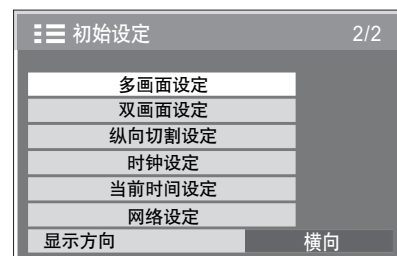 初始设定 2/2
多画面设定
双画面设定
纵向切割设定
时钟设定
当前时间设定
网络设定
显示方向 横向